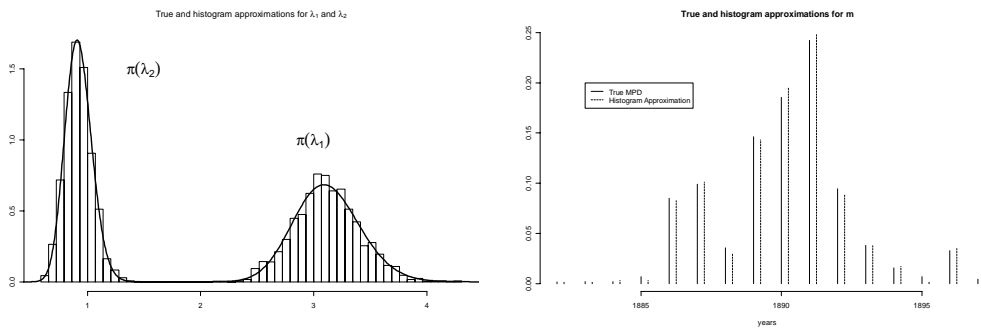 True and histogram approximations for λ₁ and λ₂
π(λ₂)
π(λ₁)
0.0 0.5 1.0 1.5
1 2 3 4
True and histogram approximations for m
True MPD
Histogram Approximation
0.00 0.05 0.10 0.15 0.20 0.25
1885 1890 1895
years